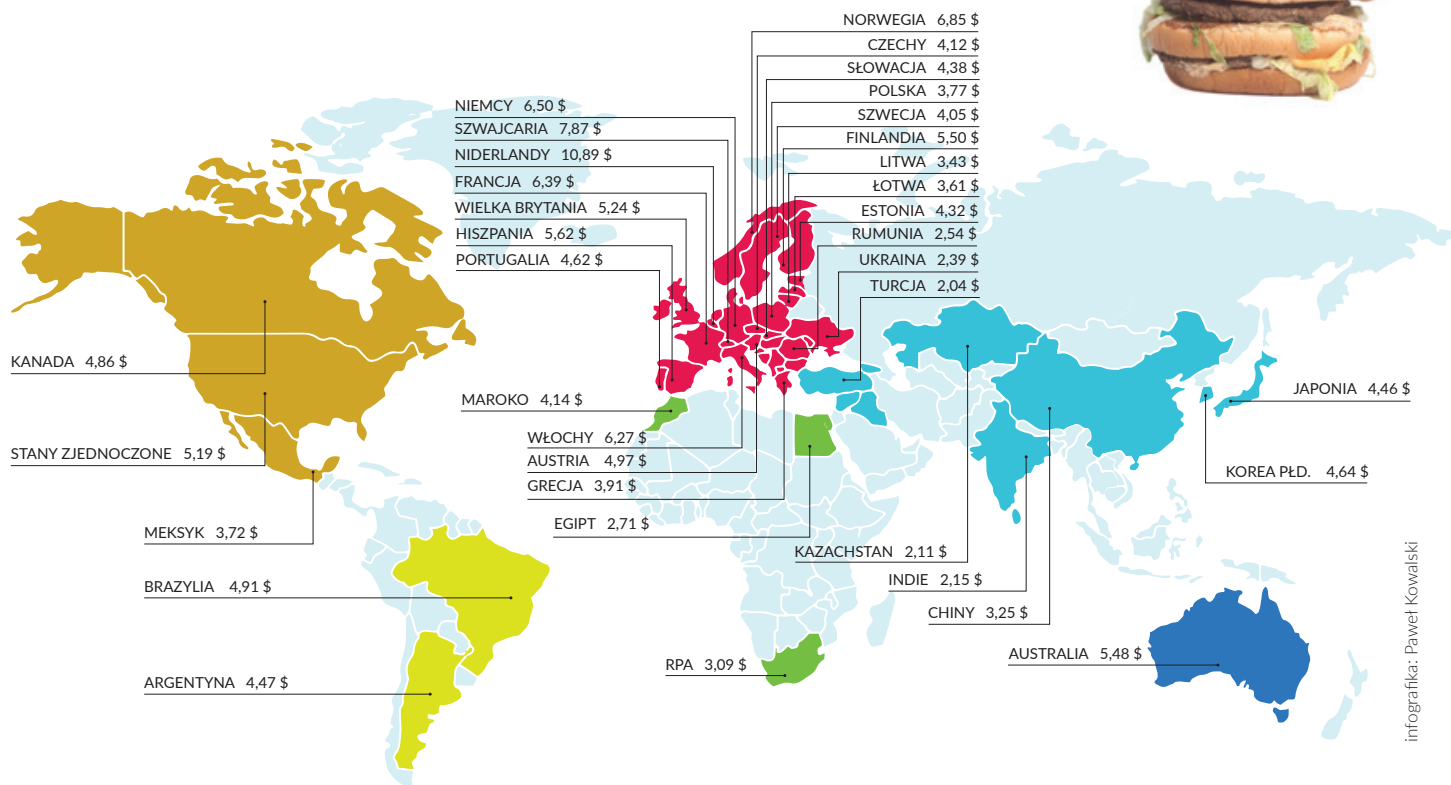 NORWEGIA 6,85 $
CZECHY 4,12 $
SŁOWACJA 4,38 $
POLSKA 3,77 $
SZWECJA 4,05 $
FINLANDIA 5,50 $
LITWA 3,43 $
ŁOTWA 3,61 $
ESTONIA 4,32 $
RUMUNIA 2,54 $
UKRAINA 2,39 $
TURCJA 2,04 $
NIEMCY 6,50 $
SZWAJCARIA 7,87 $
NIDERLANDY 10,89 $
FRANCJA 6,39 $
WIELKA BRYTANIA 5,24 $
HISZPANIA 5,62 $
PORTUGALIA 4,62 $
KANADA 4,86 $
STANY ZJEDNOCZONE 5,19 $
MEKSYK 3,72 $
BRAZYLIA 4,91 $
ARGENTYNA 4,47 $
MAROKO 4,14 $
WŁOCHY 6,27 $
AUSTRIA 4,97 $
GRECJA 3,91 $
EGIPT 2,71 $
RPA 3,09 $
KAZACHSTAN 2,11 $
INDIE 2,15 $
CHINY 3,25 $
JAPONIA 4,46 $
KOREA PŁD. 4,64 $
AUSTRALIA 5,48 $
infografika: Paweł Kowalski